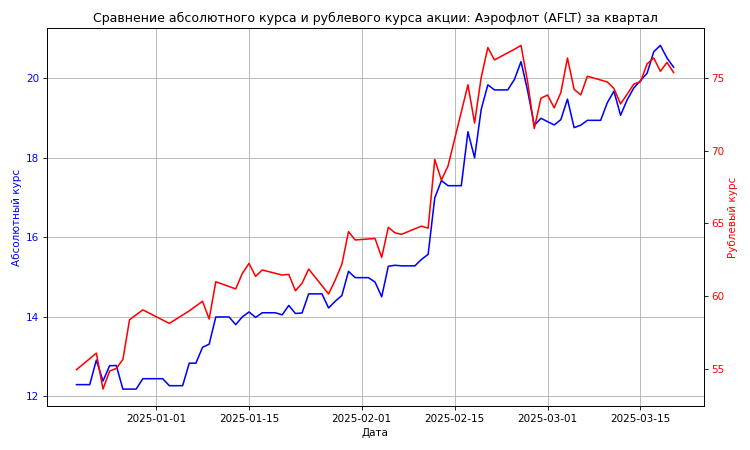 Сравнение абсолютного курса и рублевого курса акции: Аэрофлот (AFLT) за квартал
Абсолютный курс
20
18
16
14
12
75
70
65
60
55
Рублевый курс
2025-01-01 2025-01-15 2025-02-01 2025-02-15 2025-03-01 2025-03-15
Дата